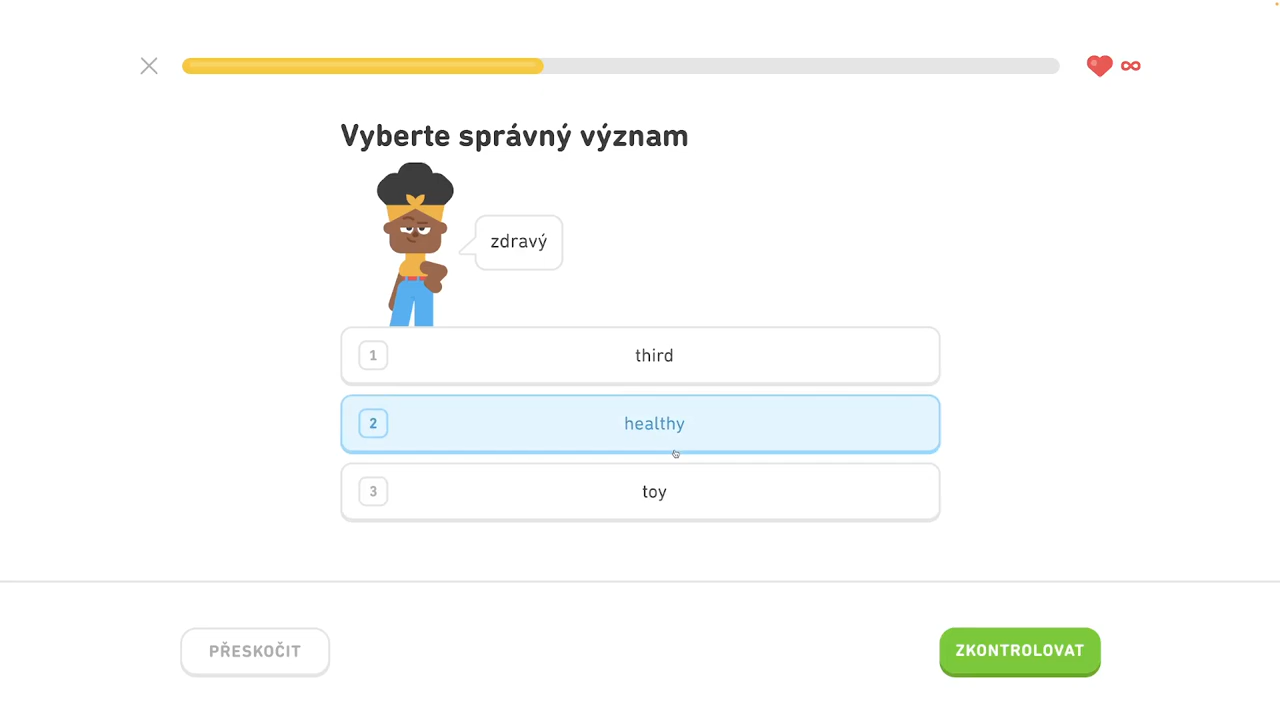 ∞
Vyberte správný význam
zdravý
1 third
2 healthy
3 toy
PŘESKOČIT
ZKONTROLOVAT